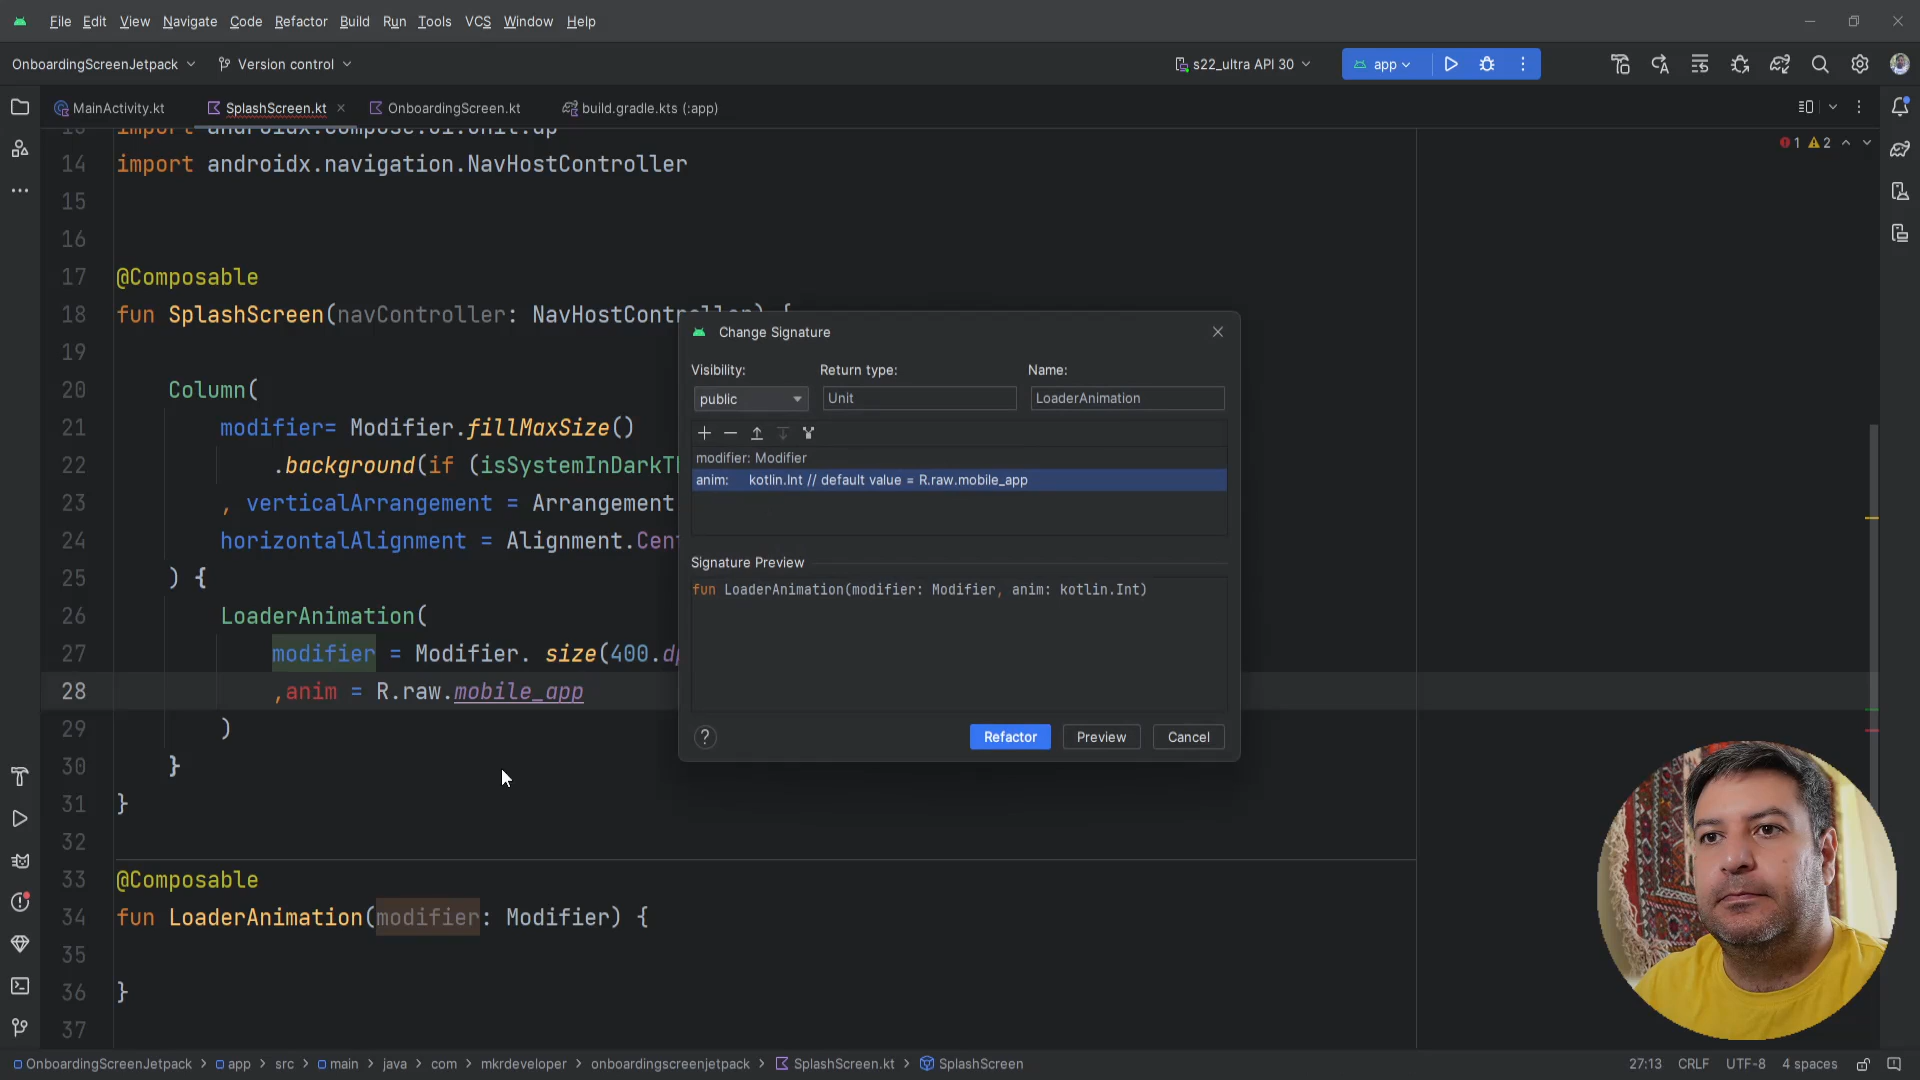 File Edit View Navigate Code Refactor Build Run Tools VCS Window Help
OnboardingScreenJetpack Version control s22_ultra API 30 app
MainActivity.kt SplashScreen.kt OnboardingScreen.kt build.gradle.kts (:app)
1 2
14 import androidx.navigation.NavHostController
15
16
17 @Composable
18 fun SplashScreen(navController: NavHostController) {
19
20 Column(
21 modifier= Modifier.fillMaxSize()
22 .background(if (isSystemInDarkTh
23 , verticalArrangement = Arrangement
24 horizontalAlignment = Alignment.Cent
25 ) {
26 LoaderAnimation(
27 modifier = Modifier. size(400.dp
28 ,anim = R.raw.mobile_app
29 )
30 }
31 }
32
33 @Composable
34 fun LoaderAnimation(modifier: Modifier) {
35
36 }
37
Change Signature
Visibility: Return type: Name:
public Unit LoaderAnimation
modifier: Modifier
anim: kotlin.Int // default value = R.raw.mobile_app
Signature Preview
fun LoaderAnimation(modifier: Modifier, anim: kotlin.Int)
? Refactor Preview Cancel
OnboardingScreenJetpack > app > src > main > java > com > mkrdeveloper > onboardingscreenjetpack > SplashScreen.kt > SplashScreen 27:13 CRLF UTF-8 4 spaces